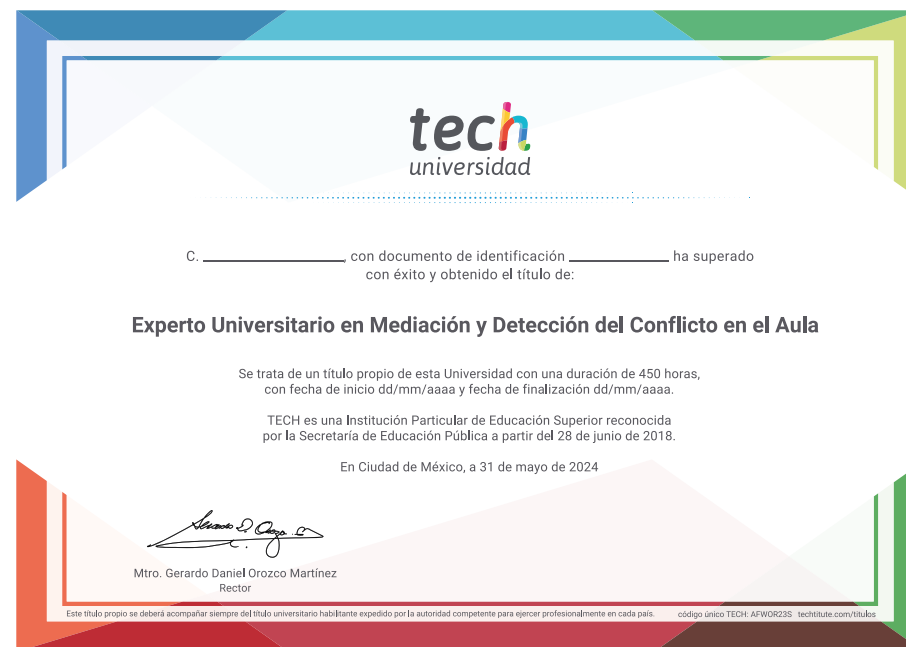 tech
universidad
C. ____________, con documento de identificación ____________ ha superado
con éxito y obtenido el título de:
Experto Universitario en Mediación y Detección del Conflicto en el Aula
Se trata de un título propio de esta Universidad con una duración de 450 horas,
con fecha de inicio dd/mm/aaaa y fecha de finalización dd/mm/aaaa.
TECH es una Institución Particular de Educación Superior reconocida
por la Secretaría de Educación Pública a partir del 28 de junio de 2018.
En Ciudad de México, a 31 de mayo de 2024
Mtro. Gerardo Daniel Orozco Martínez
Rector
Este título propio se deberá acompañar siempre del título universitario habilitante expedido por la autoridad competente para ejercer profesionalmente en cada país. código único TECH: AFWOR23S techtitute.com/titulos